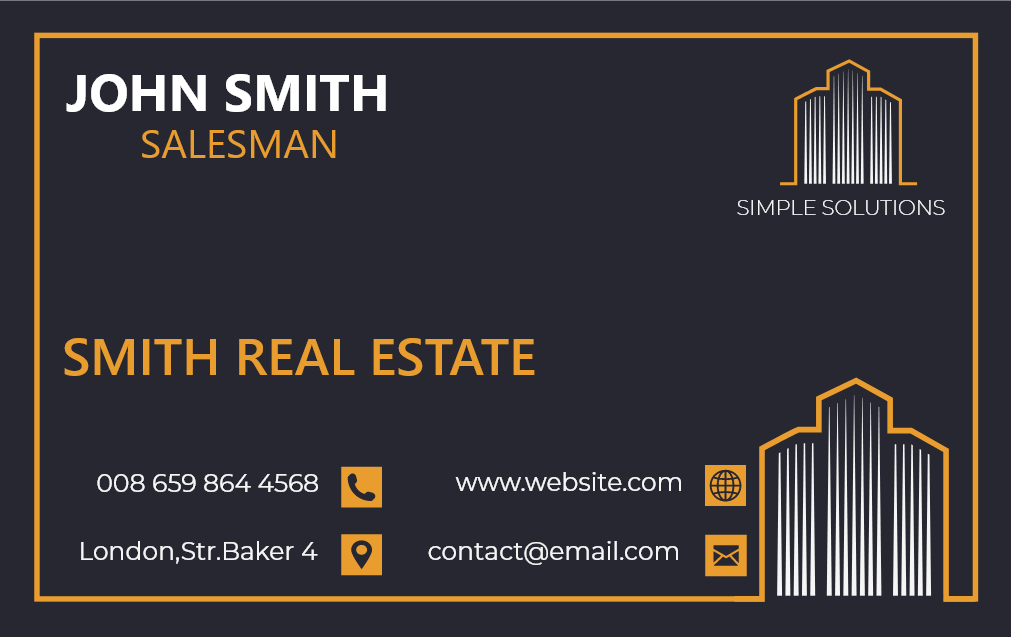 JOHN SMITH
SALESMAN
SIMPLE SOLUTIONS
SMITH REAL ESTATE
008 659 864 4568
www.website.com
London,Str.Baker 4
contact@email.com